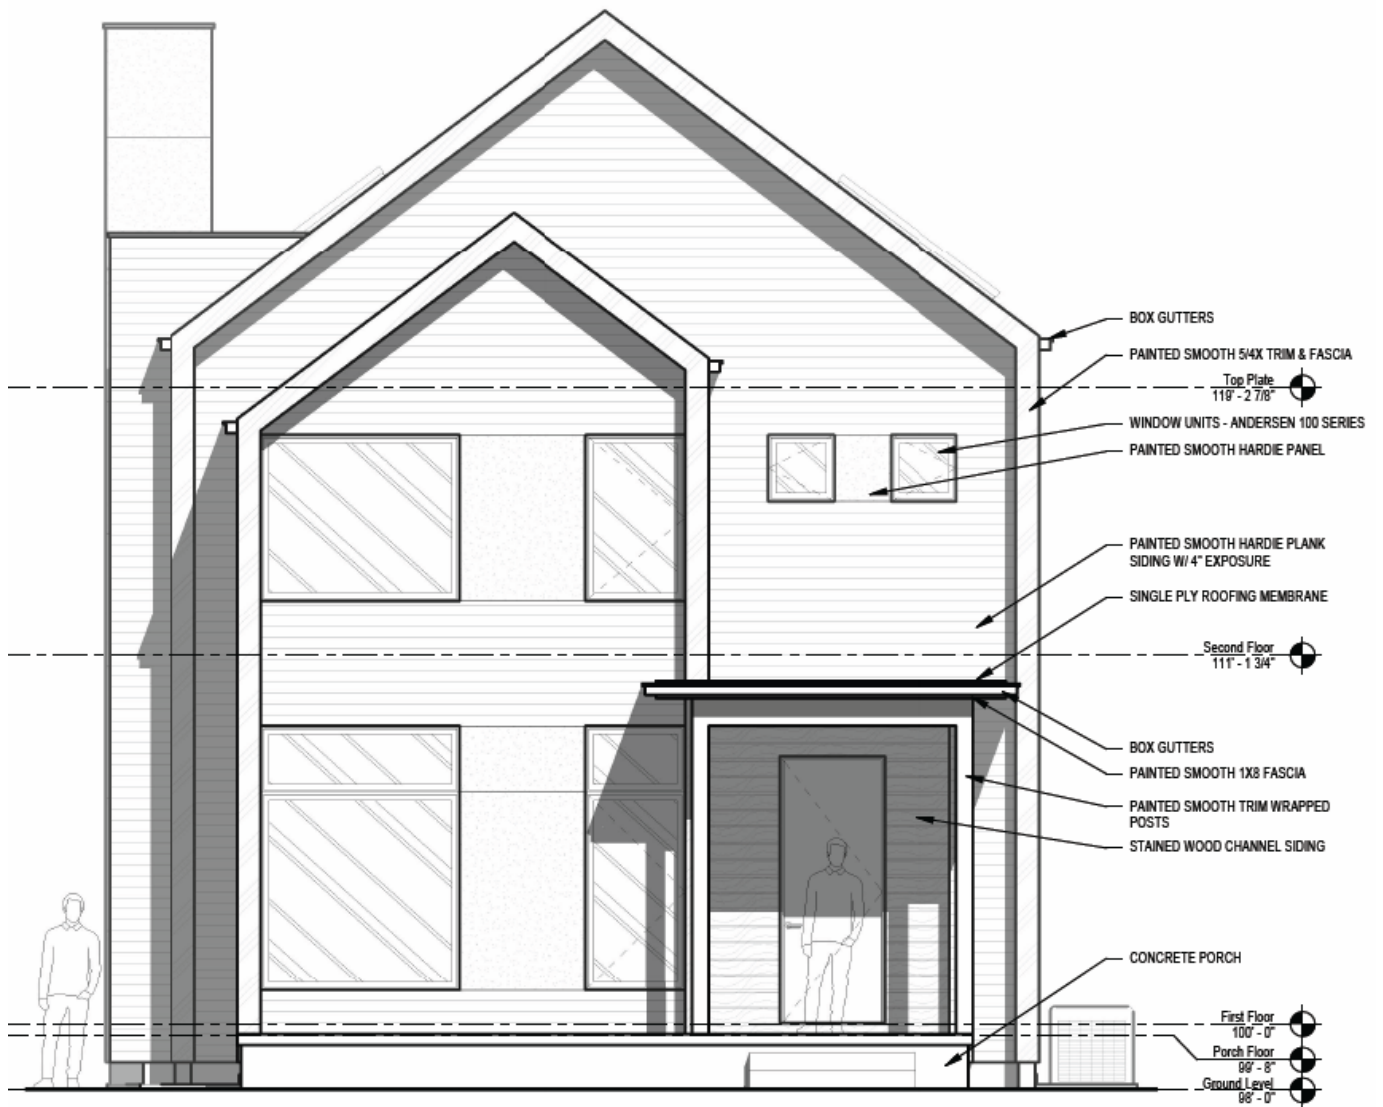 BOX GUTTERS
PAINTED SMOOTH 5/4X TRIM & FASCIA
Top Plate
119' - 2 7/8"
WINDOW UNITS - ANDERSEN 100 SERIES
PAINTED SMOOTH HARDIE PANEL
PAINTED SMOOTH HARDIE PLANK
SIDING W/ 4" EXPOSURE
SINGLE PLY ROOFING MEMBRANE
Second Floor
111' - 1 3/4"
BOX GUTTERS
PAINTED SMOOTH 1X8 FASCIA
PAINTED SMOOTH TRIM WRAPPED
POSTS
STAINED WOOD CHANNEL SIDING
CONCRETE PORCH
First Floor
100' - 0"
Porch Floor
99' - 8"
Ground Level
98' - 0"